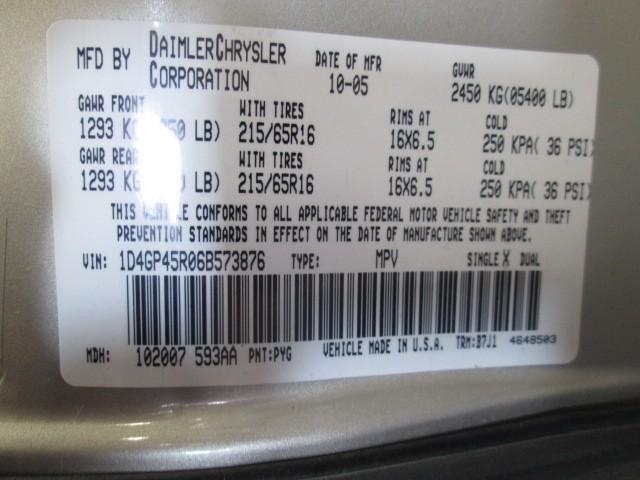 MFD BY DAIMLERCHRYSLER CORPORATION DATE OF MFR 10-05 GVWR 2450 KG(05400 LB)
GAWR FRONT WITH TIRES RIMS AT COLD
1293 LB) 215/65R16 16X6.5 250 KPA( 36 PSI)
GAWR REAR WITH TIRES RIMS AT COLD
1293 LB) 215/65R16 16X6.5 250 KPA( 36 PSI)
THIS VEHICLE CONFORMS TO ALL APPLICABLE FEDERAL MOTOR VEHICLE SAFETY AND THEFT
PREVENTION STANDARDS IN EFFECT ON THE DATE OF MANUFACTURE SHOWN ABOVE.
VIN: 1D4GP45R06B573876 TYPE: MPV SINGLE X DUAL
MDH: 102007 593AA PNT:PYG VEHICLE MADE IN U.S.A. TRM:B7J1 4648503